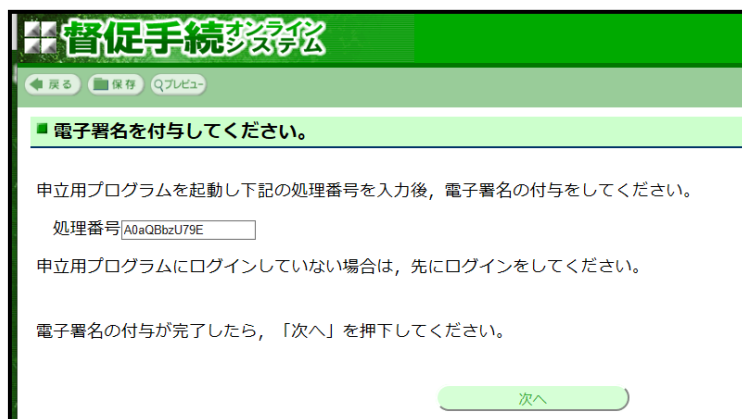 督促手続オンラインシステム
戻る 保存 プレビュー
電子署名を付与してください。
申立用プログラムを起動し下記の処理番号を入力後，電子署名の付与をしてください。
処理番号 A0aQBbzU79E
申立用プログラムにログインしていない場合は，先にログインをしてください。
電子署名の付与が完了したら，「次へ」を押下してください。
次へ